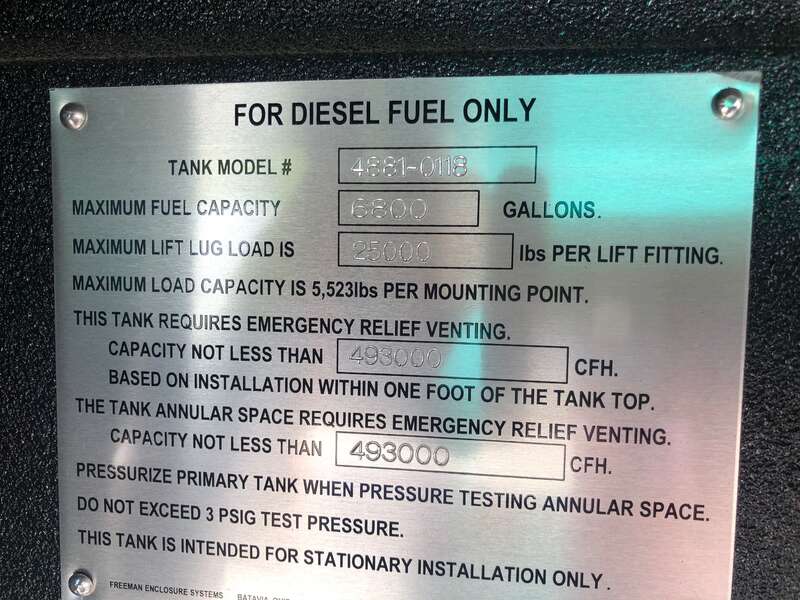 FOR DIESEL FUEL ONLY
TANK MODEL # 4881-0118
MAXIMUM FUEL CAPACITY 6800 GALLONS.
MAXIMUM LIFT LUG LOAD IS 25000 lbs PER LIFT FITTING.
MAXIMUM LOAD CAPACITY IS 5,523lbs PER MOUNTING POINT.
THIS TANK REQUIRES EMERGENCY RELIEF VENTING.
CAPACITY NOT LESS THAN 493000 CFH.
BASED ON INSTALLATION WITHIN ONE FOOT OF THE TANK TOP.
THE TANK ANNULAR SPACE REQUIRES EMERGENCY RELIEF VENTING.
CAPACITY NOT LESS THAN 493000 CFH.
PRESSURIZE PRIMARY TANK WHEN PRESSURE TESTING ANNULAR SPACE.
DO NOT EXCEED 3 PSIG TEST PRESSURE.
THIS TANK IS INTENDED FOR STATIONARY INSTALLATION ONLY.
FREEMAN ENCLOSURE SYSTEMS BATAVIA,